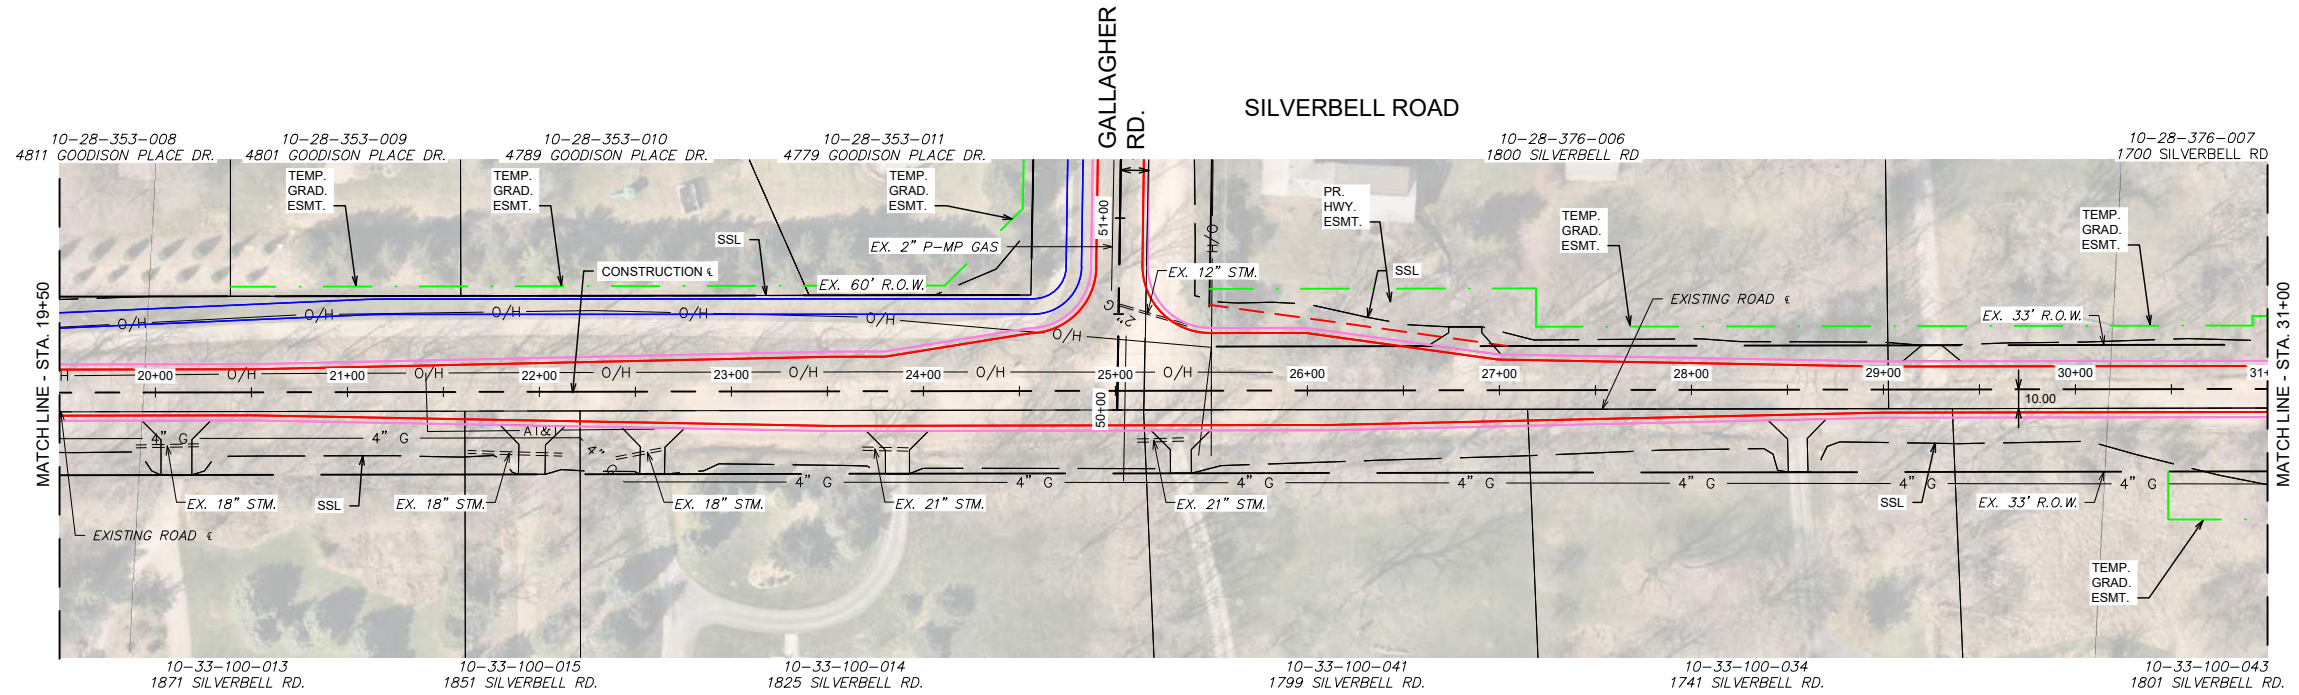 GALLAGHER
RD.
SILVERBELL ROAD
10-28-353-008
4811 GOODISON PLACE DR.
10-28-353-009
4801 GOODISON PLACE DR.
10-28-353-010
4789 GOODISON PLACE DR.
10-28-353-011
4779 GOODISON PLACE DR.
10-28-376-006
1800 SILVERBELL RD
10-28-376-007
1700 SILVERBELL RD
TEMP.
GRAD.
ESMT.
TEMP.
GRAD.
ESMT.
TEMP.
GRAD.
ESMT.
PR.
HWY.
ESMT.
TEMP.
GRAD.
ESMT.
TEMP.
GRAD.
ESMT.
51+00
O/H
SSL
EX. 2" P-MP GAS
CONSTRUCTION ℄
EX. 60' R.O.W.
EX. 12" STM.
SSL
EXISTING ROAD ℄
EX. 33' R.O.W.
2" G
O/H
O/H
O/H
O/H
O/H
O/H
MATCH LINE - STA. 19+50
MATCH LINE - STA. 31+00
H
20+00
O/H
21+00
O/H
22+00
O/H
23+00
O/H
24+00
O/H
25+00
O/H
26+00
27+00
28+00
29+00
30+00
31+
50+00
10.00
4" G
4" G
AT&T
4" G
4" G
4" G
4" G
4" G
4" G
4" G
4" G
EX. 18" STM.
SSL
EX. 18" STM.
EX. 18" STM.
EX. 21" STM.
EX. 21" STM.
SSL
EX. 33' R.O.W.
EXISTING ROAD ℄
TEMP.
GRAD.
ESMT.
10-33-100-013
1871 SILVERBELL RD.
10-33-100-015
1851 SILVERBELL RD.
10-33-100-014
1825 SILVERBELL RD.
10-33-100-041
1799 SILVERBELL RD.
10-33-100-034
1741 SILVERBELL RD.
10-33-100-043
1801 SILVERBELL RD.